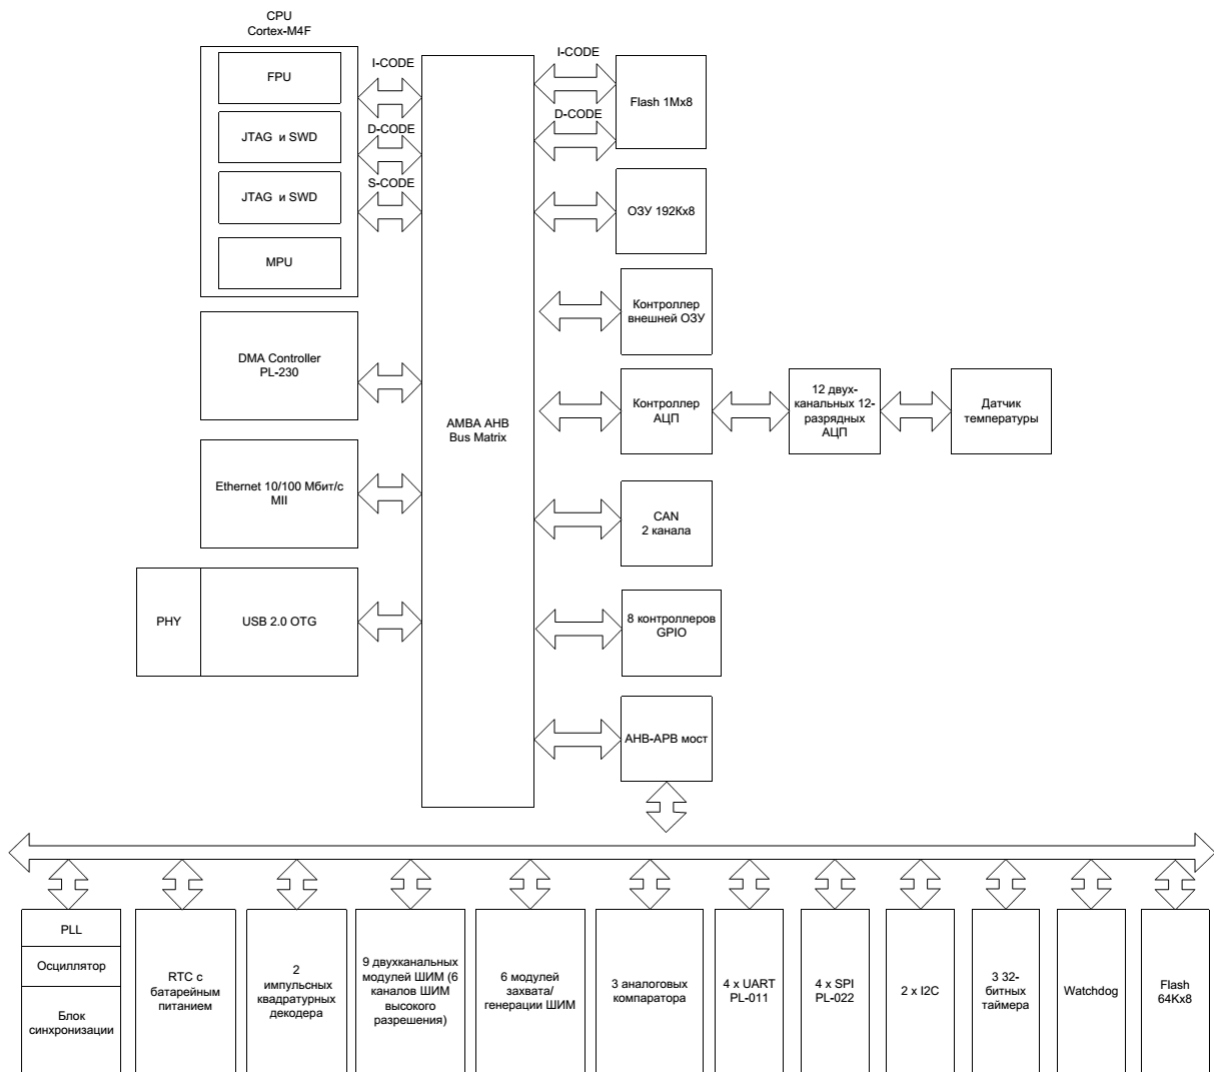 CPU
Cortex-M4F
FPU
JTAG и SWD
JTAG и SWD
MPU
I-CODE
D-CODE
S-CODE
DMA Controller
PL-230
Ethernet 10/100 Мбит/с
MII
PHY
USB 2.0 OTG
AMBA AHB
Bus Matrix
I-CODE
D-CODE
Flash 1Mx8
ОЗУ 192Kx8
Контроллер
внешней ОЗУ
Контроллер
АЦП
12 двух-
канальных 12-
разрядных
АЦП
Датчик
температуры
CAN
2 канала
8 контроллеров
GPIO
AHB-APB мост
PLL
Осциллятор
Блок
синхронизации
RTC с
батарейным
питанием
2
импульсных
квадратурных
декодера
9 двухканальных
модулей ШИМ (6
каналов ШИМ
высокого
разрешения)
6 модулей
захвата/
генерации ШИМ
3 аналоговых
компаратора
4 x UART
PL-011
4 x SPI
PL-022
2 x I2C
3 32-
битных
таймера
Watchdog
Flash
64Kx8